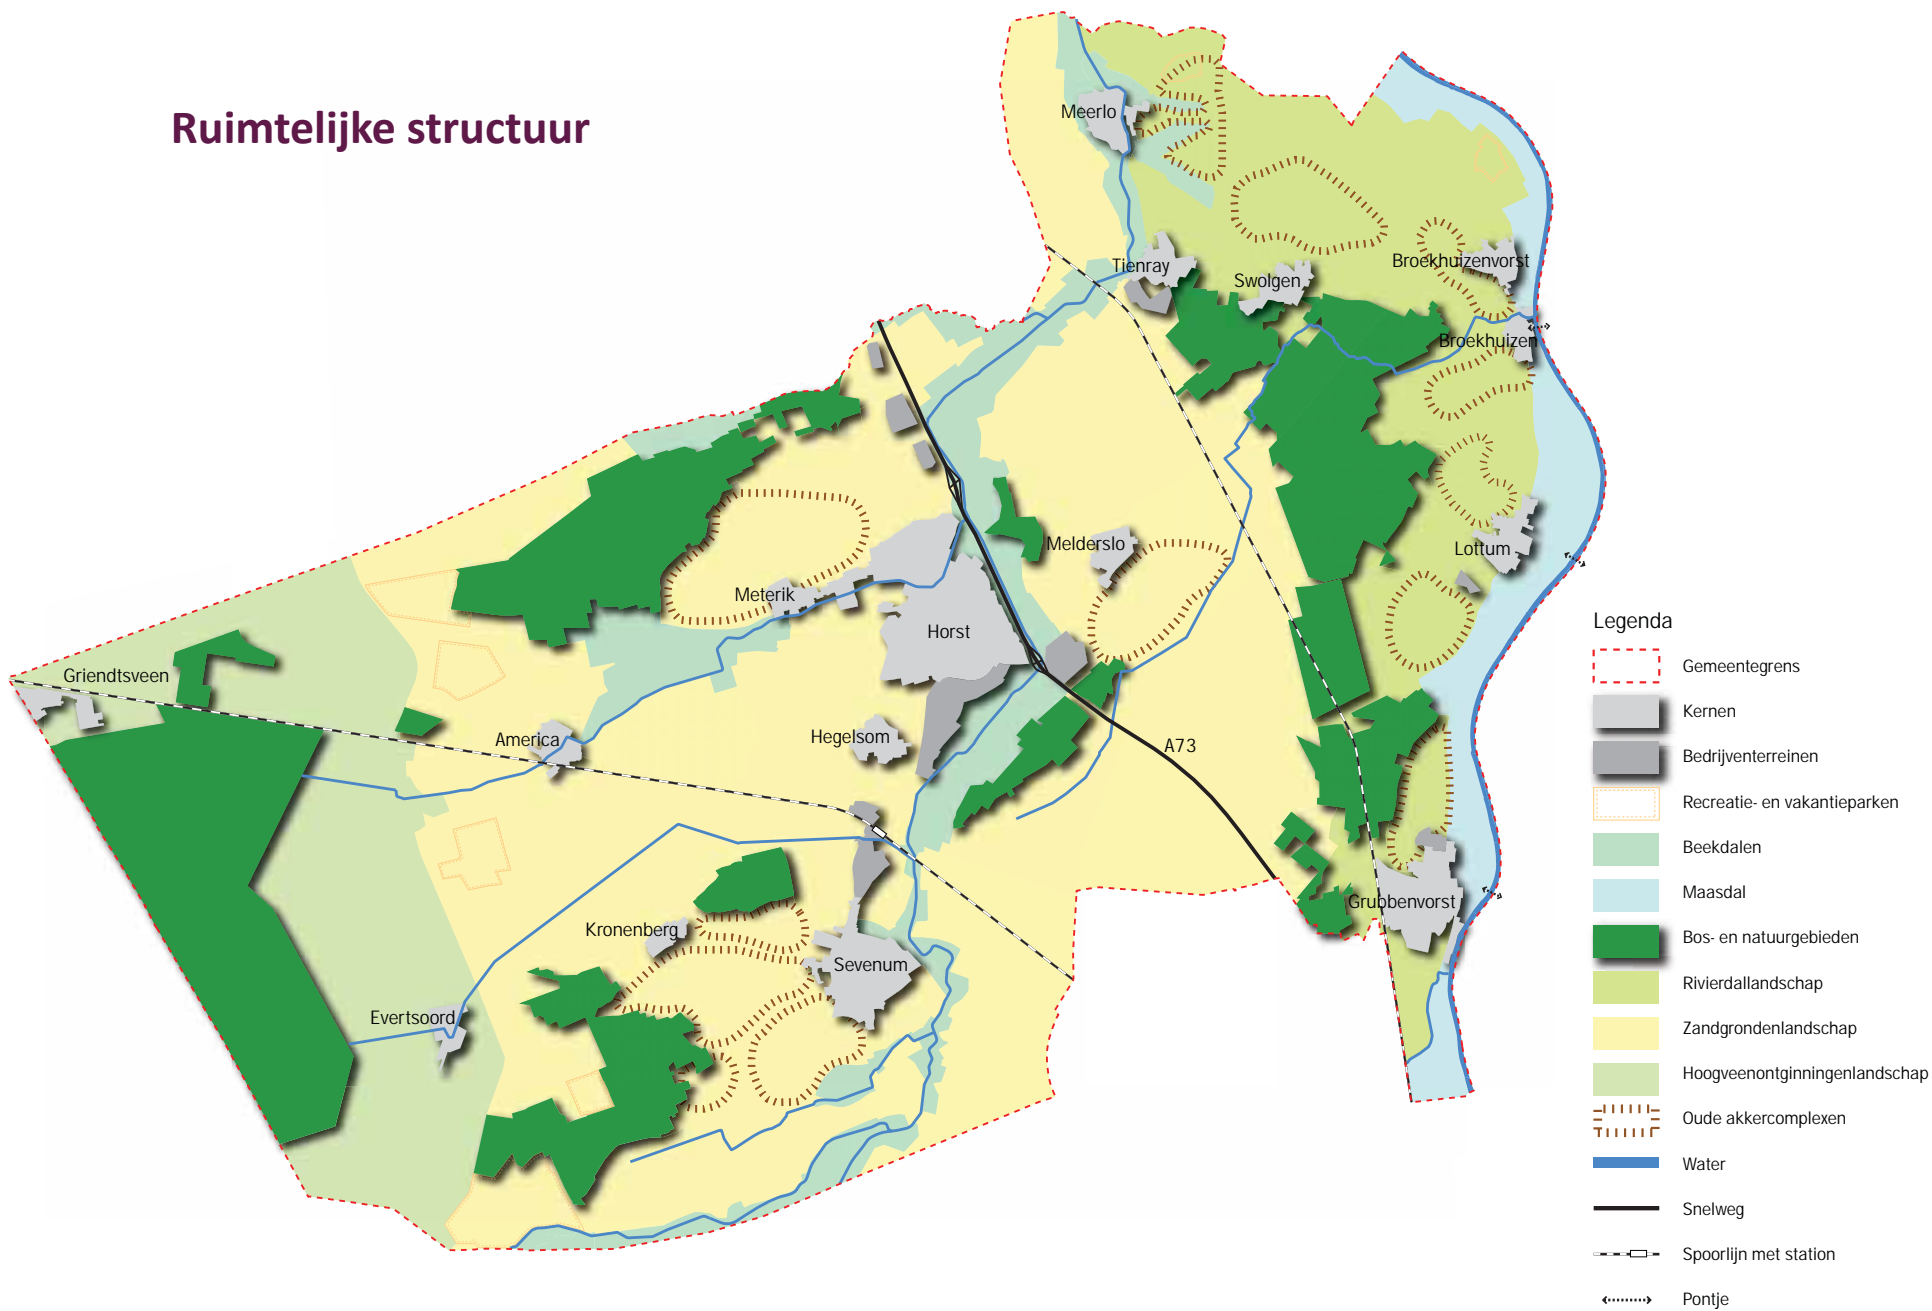 Ruimtelijke structuur
Meerlo
Tienray
Swolgen
Broekhuizenvorst
Broekhuizen
Melderslo
Lottum
Meterik
Horst
Griendtsveen
America
Hegelsom
A73
Kronenberg
Sevenum
Grubbenvorst
Evertsoord
Legenda
Gemeentegrens
Kernen
Bedrijventerreinen
Recreatie- en vakantieparken
Beekdalen
Maasdal
Bos- en natuurgebieden
Rivierdallandschap
Zandgrondenlandschap
Hoogveenontginningenlandschap
Oude akkercomplexen
Water
Snelweg
Spoorlijn met station
Pontje